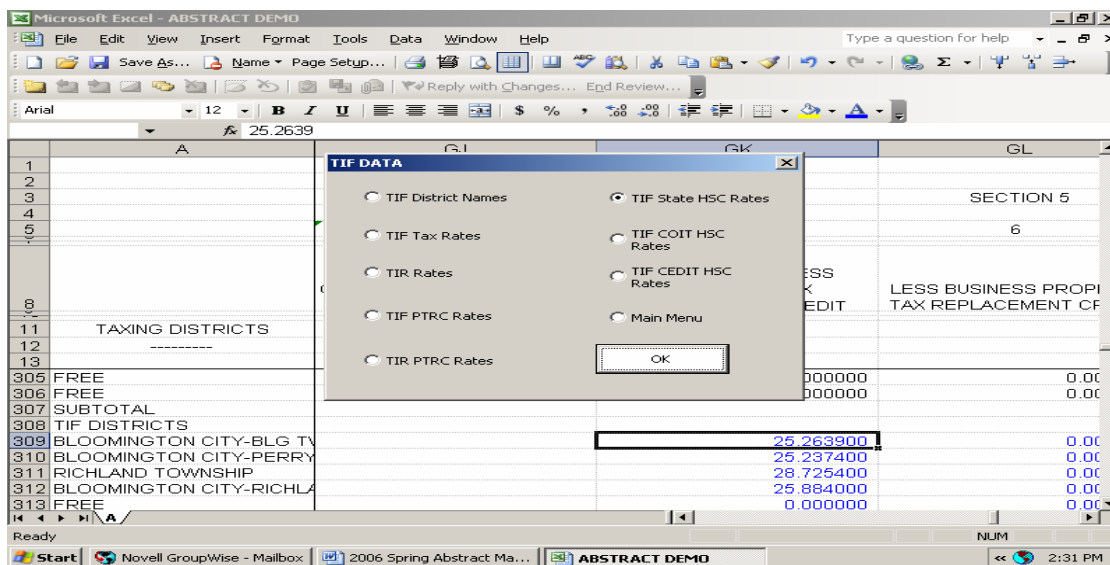 Microsoft Excel - ABSTRACT DEMO
File Edit View Insert Format Tools Data Window Help Type a question for help
Save As... Name Page Setup...
Reply with Changes... End Review...
Arial 12 B I U $ % ,
fx 25.2639
A GJ GK GL
TIF DATA
TIF District Names TIF State HSC Rates
TIF Tax Rates TIF COIT HSC Rates
TIR Rates TIF CEDIT HSC Rates
TIF PTRC Rates Main Menu
TIR PTRC Rates OK
1
2
3 SECTION 5
4
5 6
8 LESS BUSINESS PROP
EDIT TAX REPLACEMENT
11 TAXING DISTRICTS
12 ---------
13
305 FREE 000000 0.00
306 FREE 000000 0.00
307 SUBTOTAL
308 TIF DISTRICTS
309 BLOOMINGTON CITY-BLG 25.263900 0.00
310 BLOOMINGTON CITY-PERRY 25.237400 0.00
311 RICHLAND TOWNSHIP 28.725400 0.00
312 BLOOMINGTON CITY-RICHLA 25.884000 0.00
313 FREE 0.000000 0.00
A
Ready NUM
Start Novell GroupWise - Mailbox 2006 Spring Abstract Ma... ABSTRACT DEMO 2:31 PM